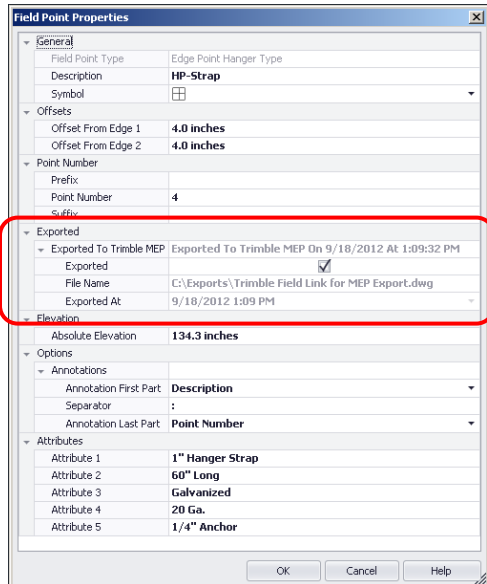 Field Point Properties
General
Field Point Type Edge Point Hanger Type
Description HP-Strap
Symbol
Offsets
Offset From Edge 1 4.0 inches
Offset From Edge 2 4.0 inches
Point Number
Prefix
Point Number 4
Suffix
Exported
Exported To Trimble MEP Exported To Trimble MEP On 9/18/2012 At 1:09:32 PM
Exported
File Name C:\Exports\Trimble Field Link for MEP Export.dwg
Exported At 9/18/2012 1:09 PM
Elevation
Absolute Elevation 134.3 inches
Options
Annotations
Annotation First Part Description
Separator :
Annotation Last Part Point Number
Attributes
Attribute 1 1" Hanger Strap
Attribute 2 60" Long
Attribute 3 Galvanized
Attribute 4 20 Ga.
Attribute 5 1/4" Anchor
OK Cancel Help